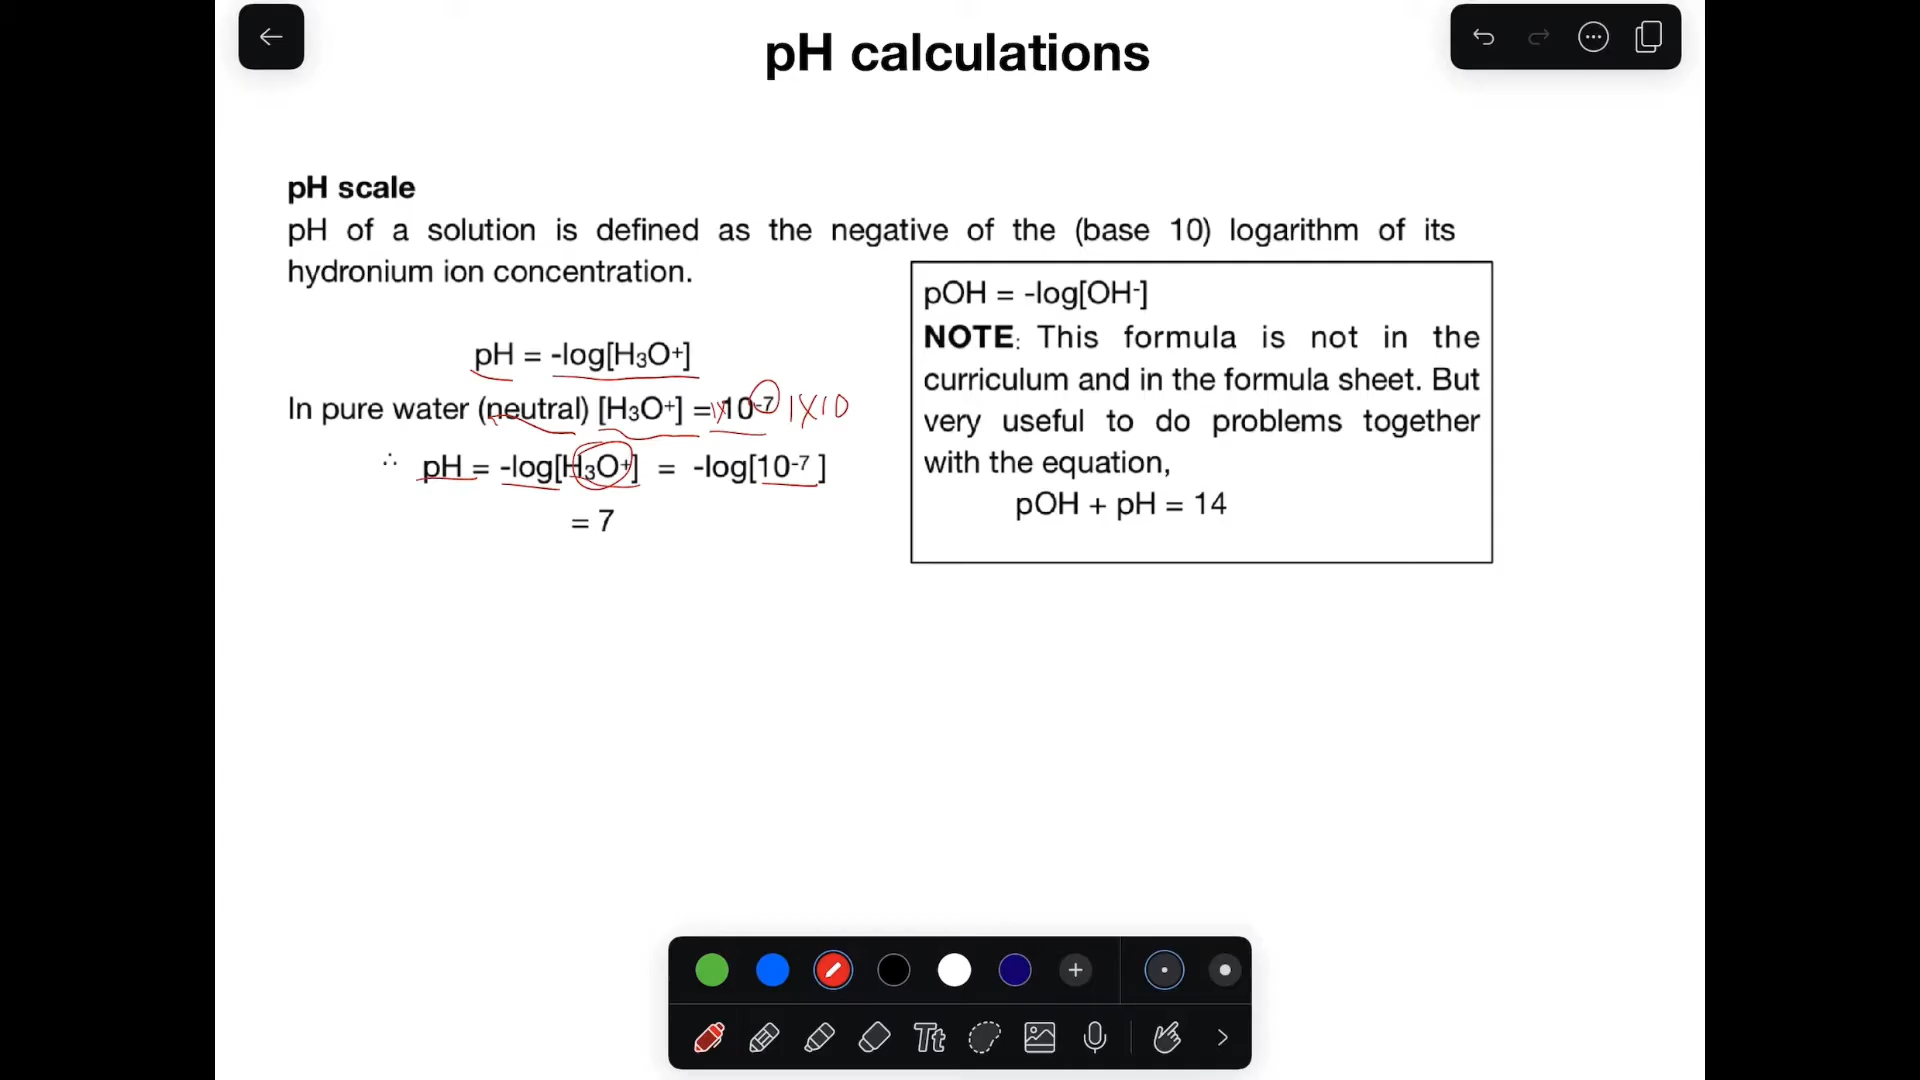 pH calculations
pH scale
pH of a solution is defined as the negative of the (base 10) logarithm of its
hydronium ion concentration.
pH = -log[H₃O⁺]
In pure water (neutral) [H₃O⁺] = 1x 10⁻⁷ 1x10
∴ pH = -log[H₃O⁺] = -log[10⁻⁷ ]
= 7
pOH = -log[OH⁻]
NOTE: This formula is not in the
curriculum and in the formula sheet. But
very useful to do problems together
with the equation,
pOH + pH = 14
Tt